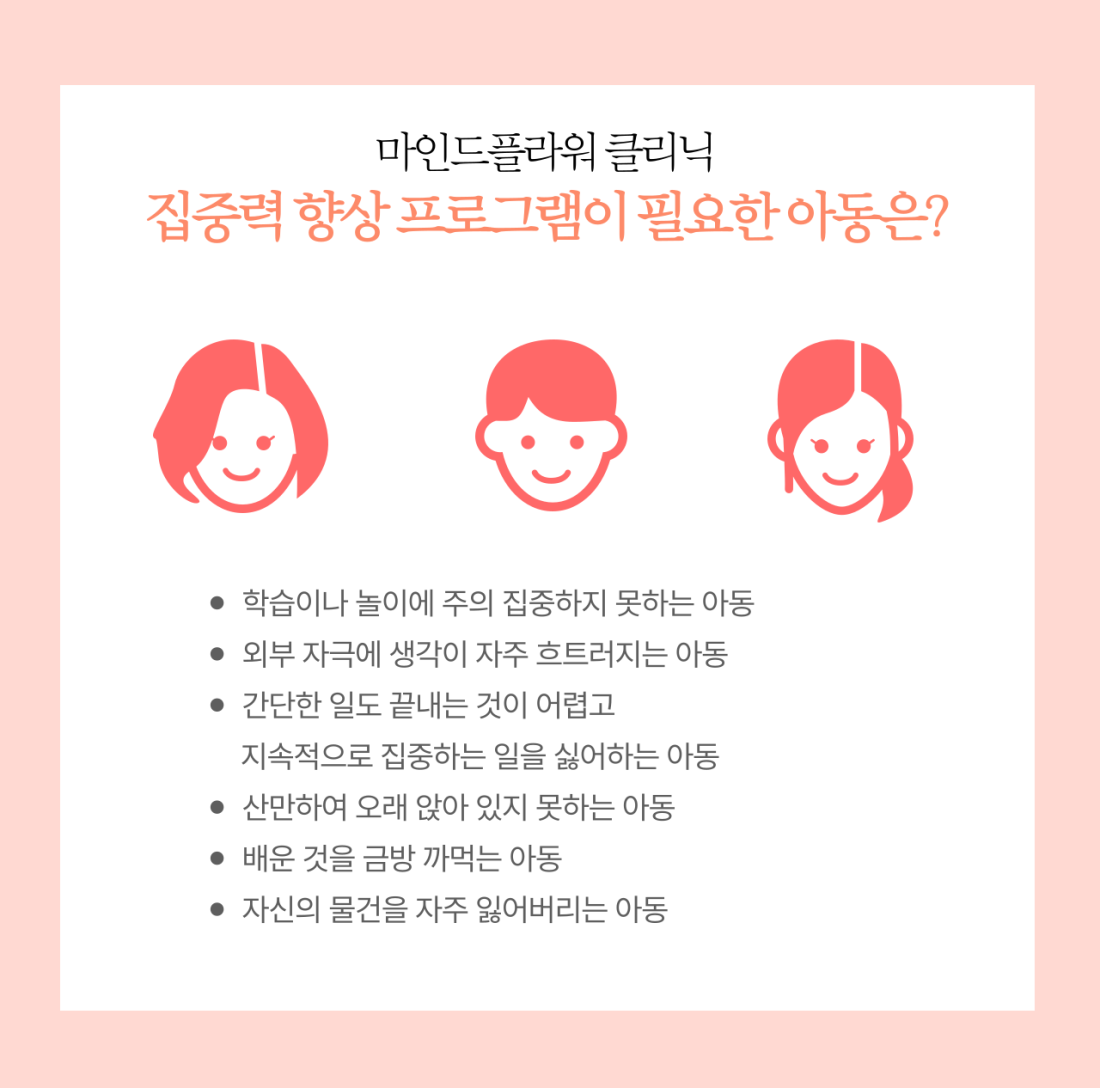 마인드플라워 클리닉
집중력 향상 프로그램이 필요한 아동은?
● 학습이나 놀이에 주의 집중하지 못하는 아동
● 외부 자극에 생각이 자주 흐트러지는 아동
● 간단한 일도 끝내는 것이 어렵고
지속적으로 집중하는 일을 싫어하는 아동
● 산만하여 오래 앉아 있지 못하는 아동
● 배운 것을 금방 까먹는 아동
● 자신의 물건을 자주 잃어버리는 아동